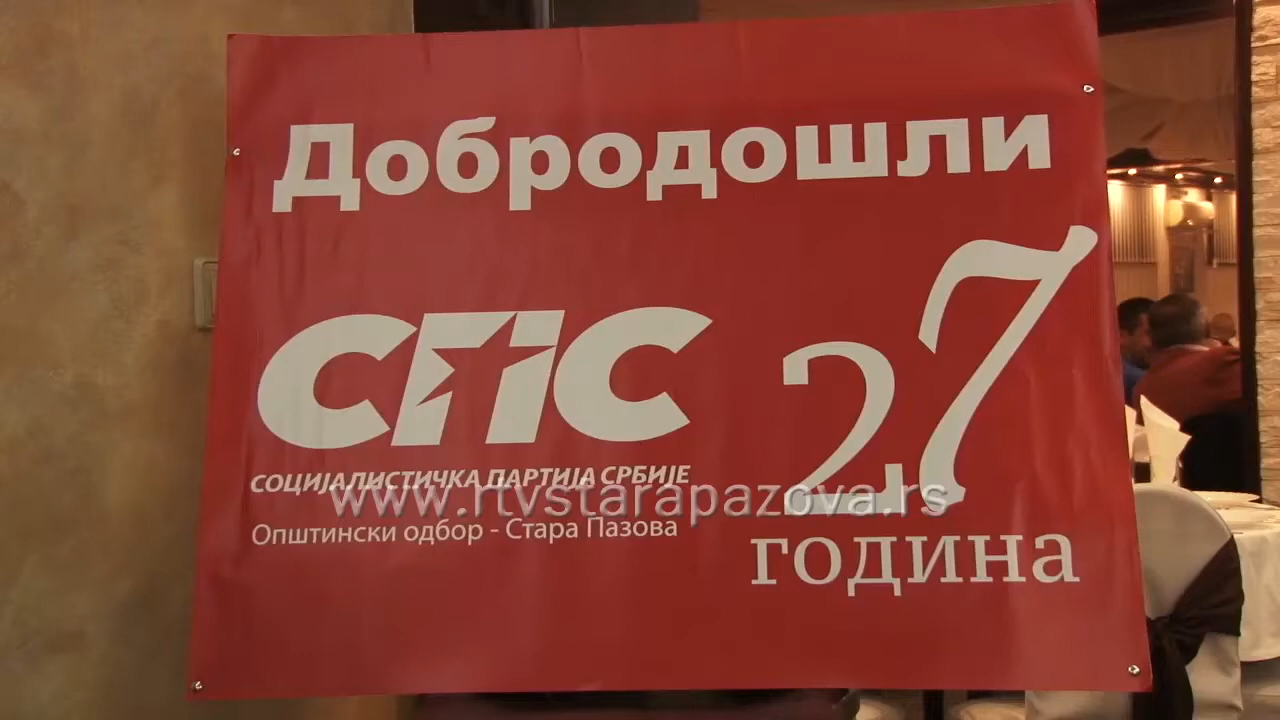 Добродошли
СПС
СОЦИЈАЛИСТИЧКА ПАРТИЈА СРБИЈЕ
Општински одбор - Стара Пазова
27
година
www.rtvstarapazova.rs